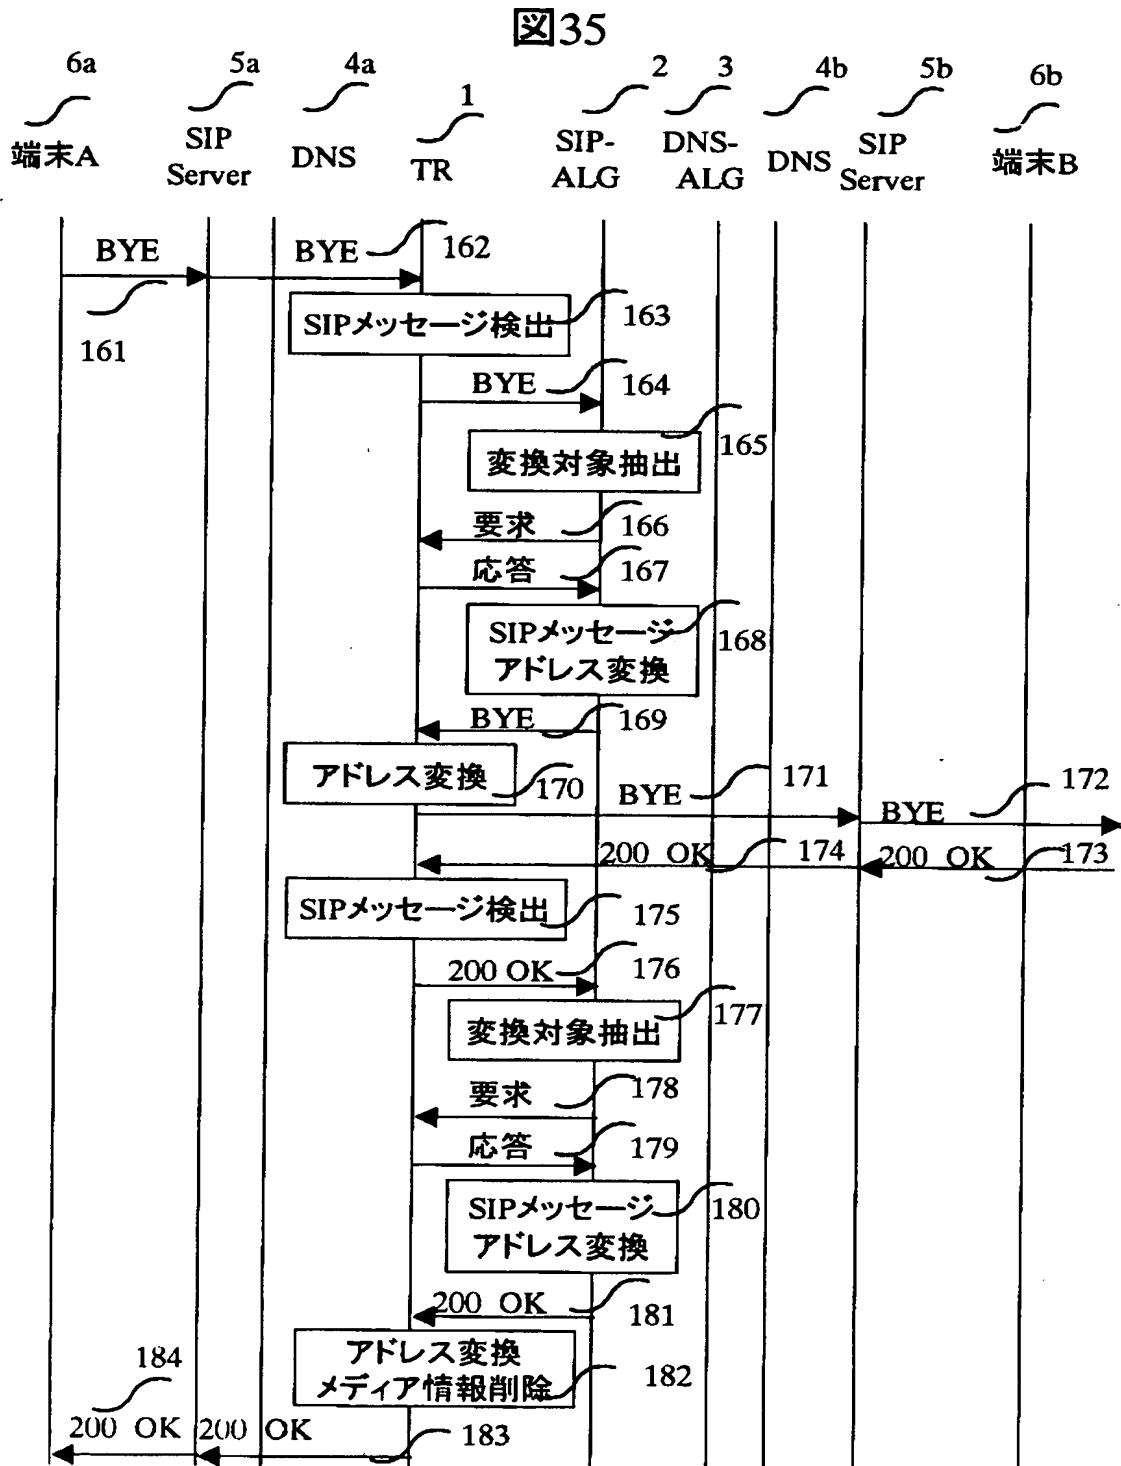 図35
6a
5a
4a
1
2
3
4b
5b
6b
端末A
SIP
Server
DNS
TR
SIP-
ALG
DNS-
ALG
DNS
SIP
Server
端末B
BYE
161
BYE
162
SIPメッセージ検出
163
BYE
164
変換対象抽出
165
要求
166
応答
167
SIPメッセージ
アドレス変換
168
BYE
169
アドレス変換
170
BYE
171
BYE
172
200 OK
174
200 OK
173
SIPメッセージ検出
175
200 OK
176
変換対象抽出
177
要求
178
応答
179
SIPメッセージ
アドレス変換
180
200 OK
181
アドレス変換
メディア情報削除
182
184
200 OK
200 OK
183